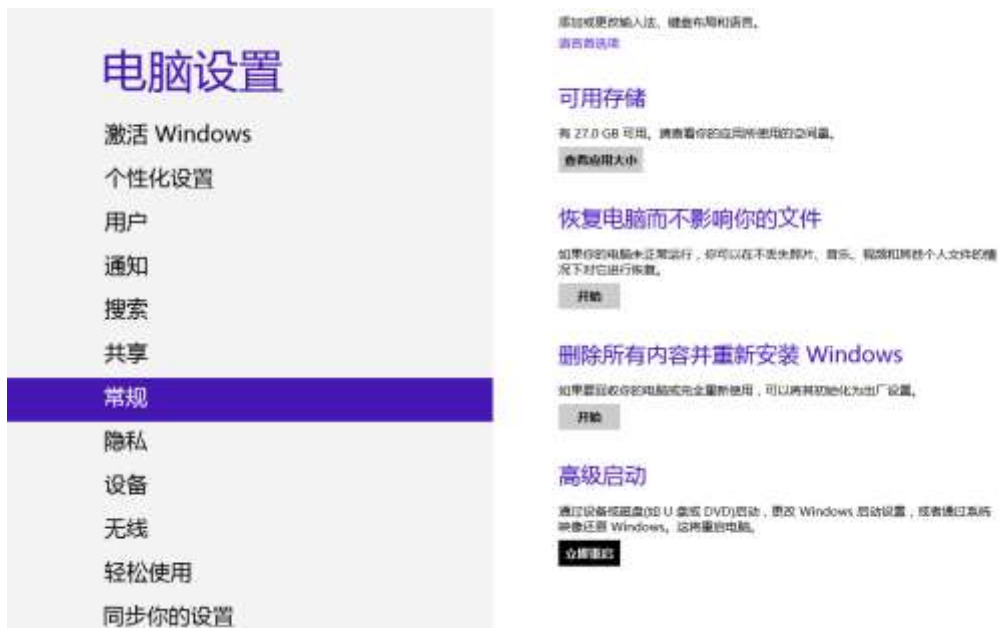 电脑设置
激活 Windows
个性化设置
用户
通知
搜索
共享
常规
隐私
设备
无线
轻松使用
同步你的设置
添加或更改输入法、键盘布局和语言。
语言首选项
可用存储
有 27.0 GB 可用。请查看你的应用所使用的空间量。
查看应用大小
恢复电脑而不影响你的文件
如果你的电脑未正常运行，你可以在不丢失照片、音乐、视频和其他个人文件的情
况下对它进行恢复。
开始
删除所有内容并重新安装 Windows
如果要回收你的电脑或完全重新使用，可以将其初始化为出厂设置。
开始
高级启动
通过设备或磁盘(如 U 盘或 DVD)启动，更改 Windows 启动设置，或者通过系统
映像还原 Windows。这将重启电脑。
立即重启